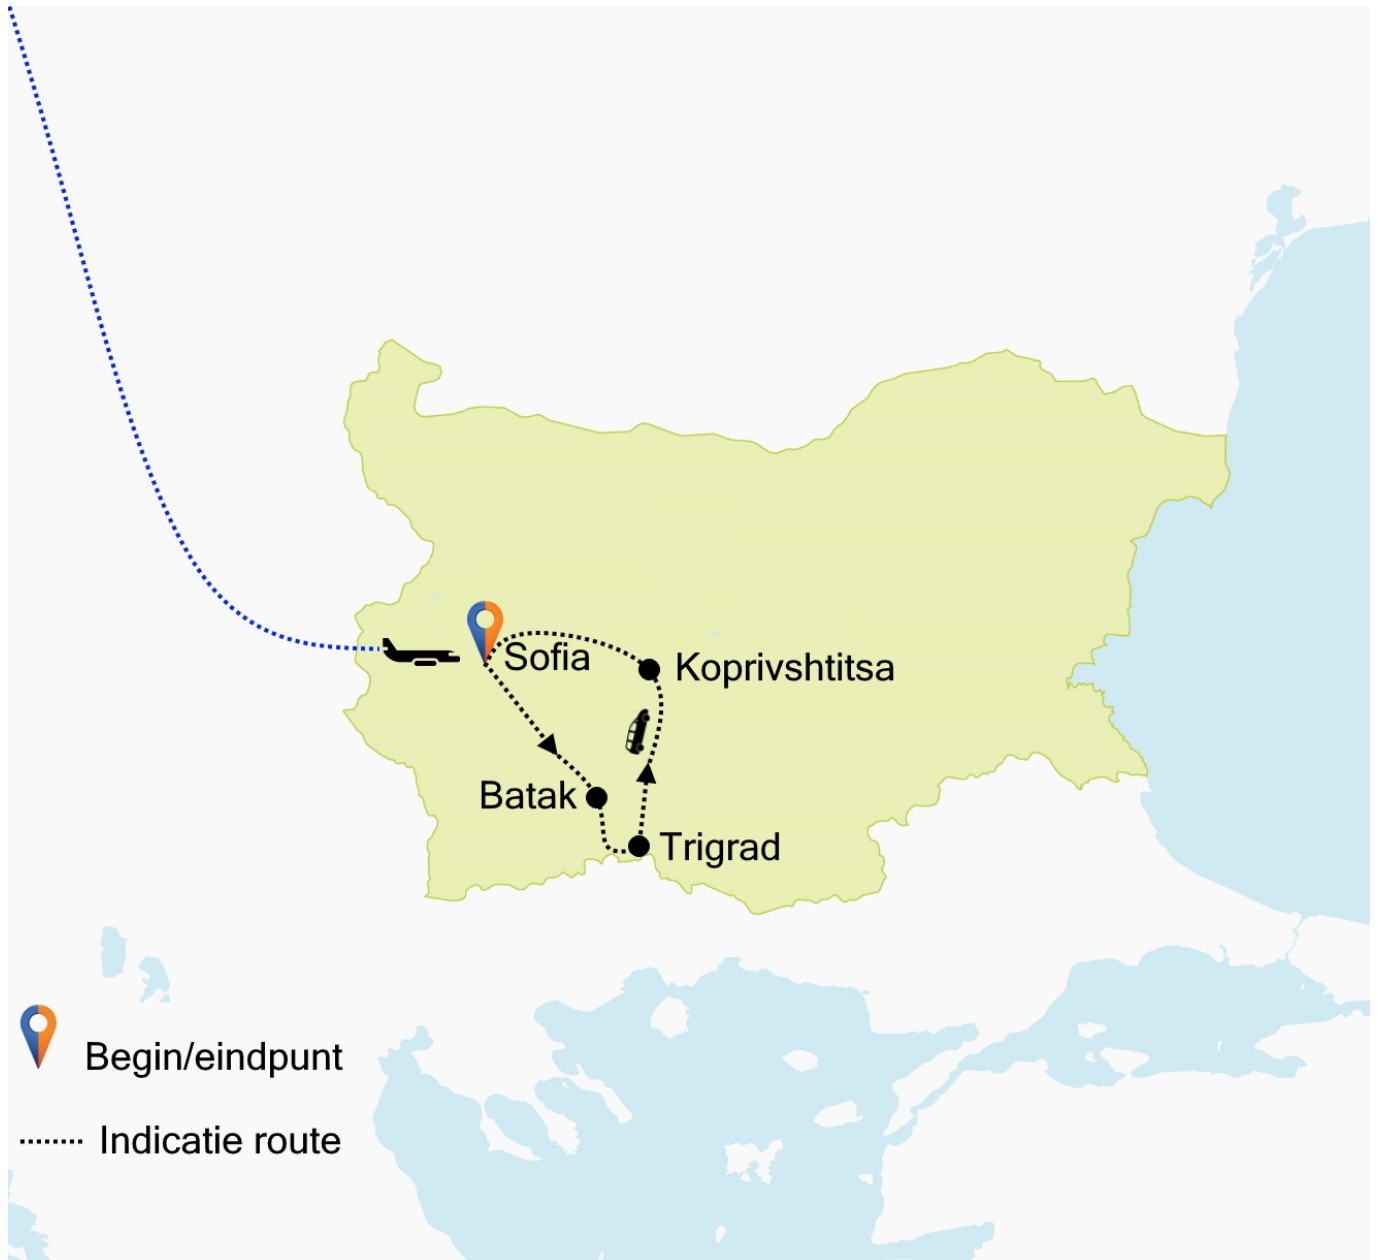 Sofia
Koprivshtitsa
Batak
Trigrad
Begin/eindpunt
Indicatie route